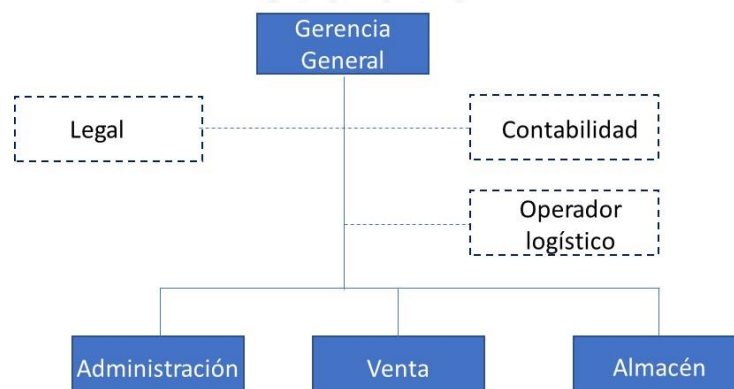 Gerencia
General
Legal
Contabilidad
Operador
logístico
Administración
Venta
Almacén